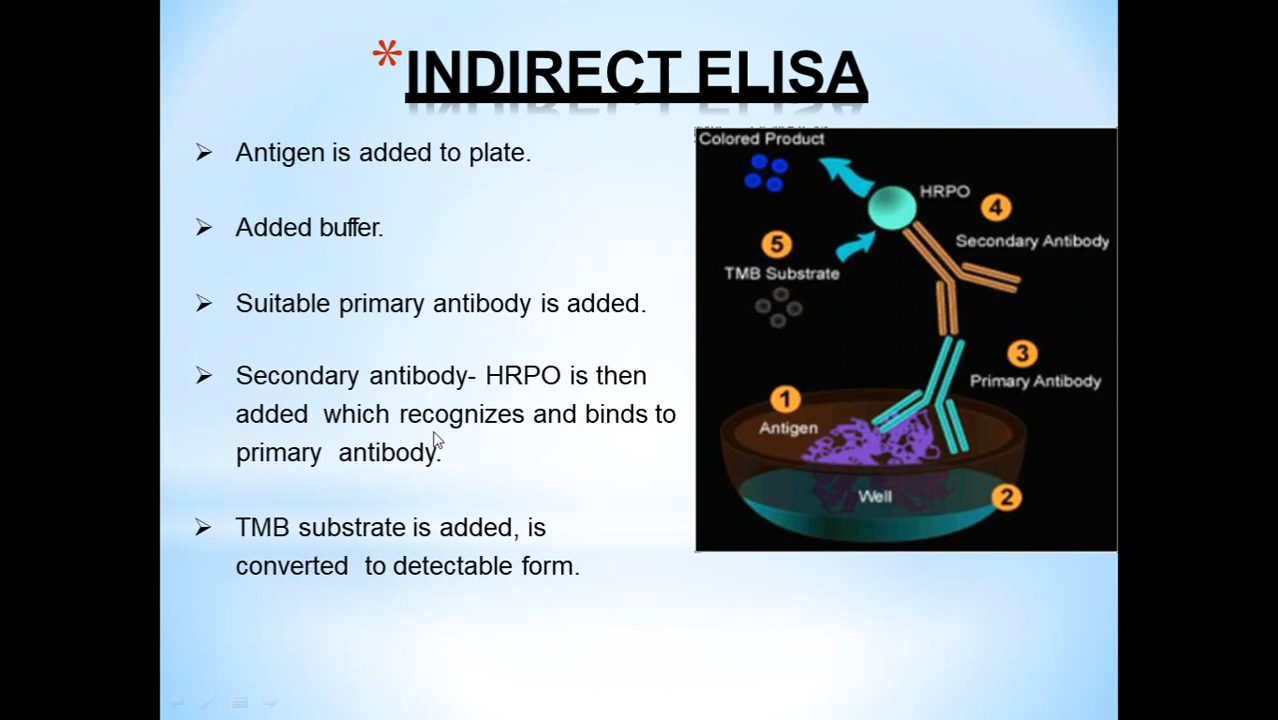 *INDIRECT ELISA
➢ Antigen is added to plate.
➢ Added buffer.
➢ Suitable primary antibody is added.
➢ Secondary antibody- HRPO is then
added which recognizes and binds to
primary antibody.
➢ TMB substrate is added, is
converted to detectable form.
Colored Product
HRPO
4
Secondary Antibody
5
TMB Substrate
3
Primary Antibody
1
Antigen
Well
2